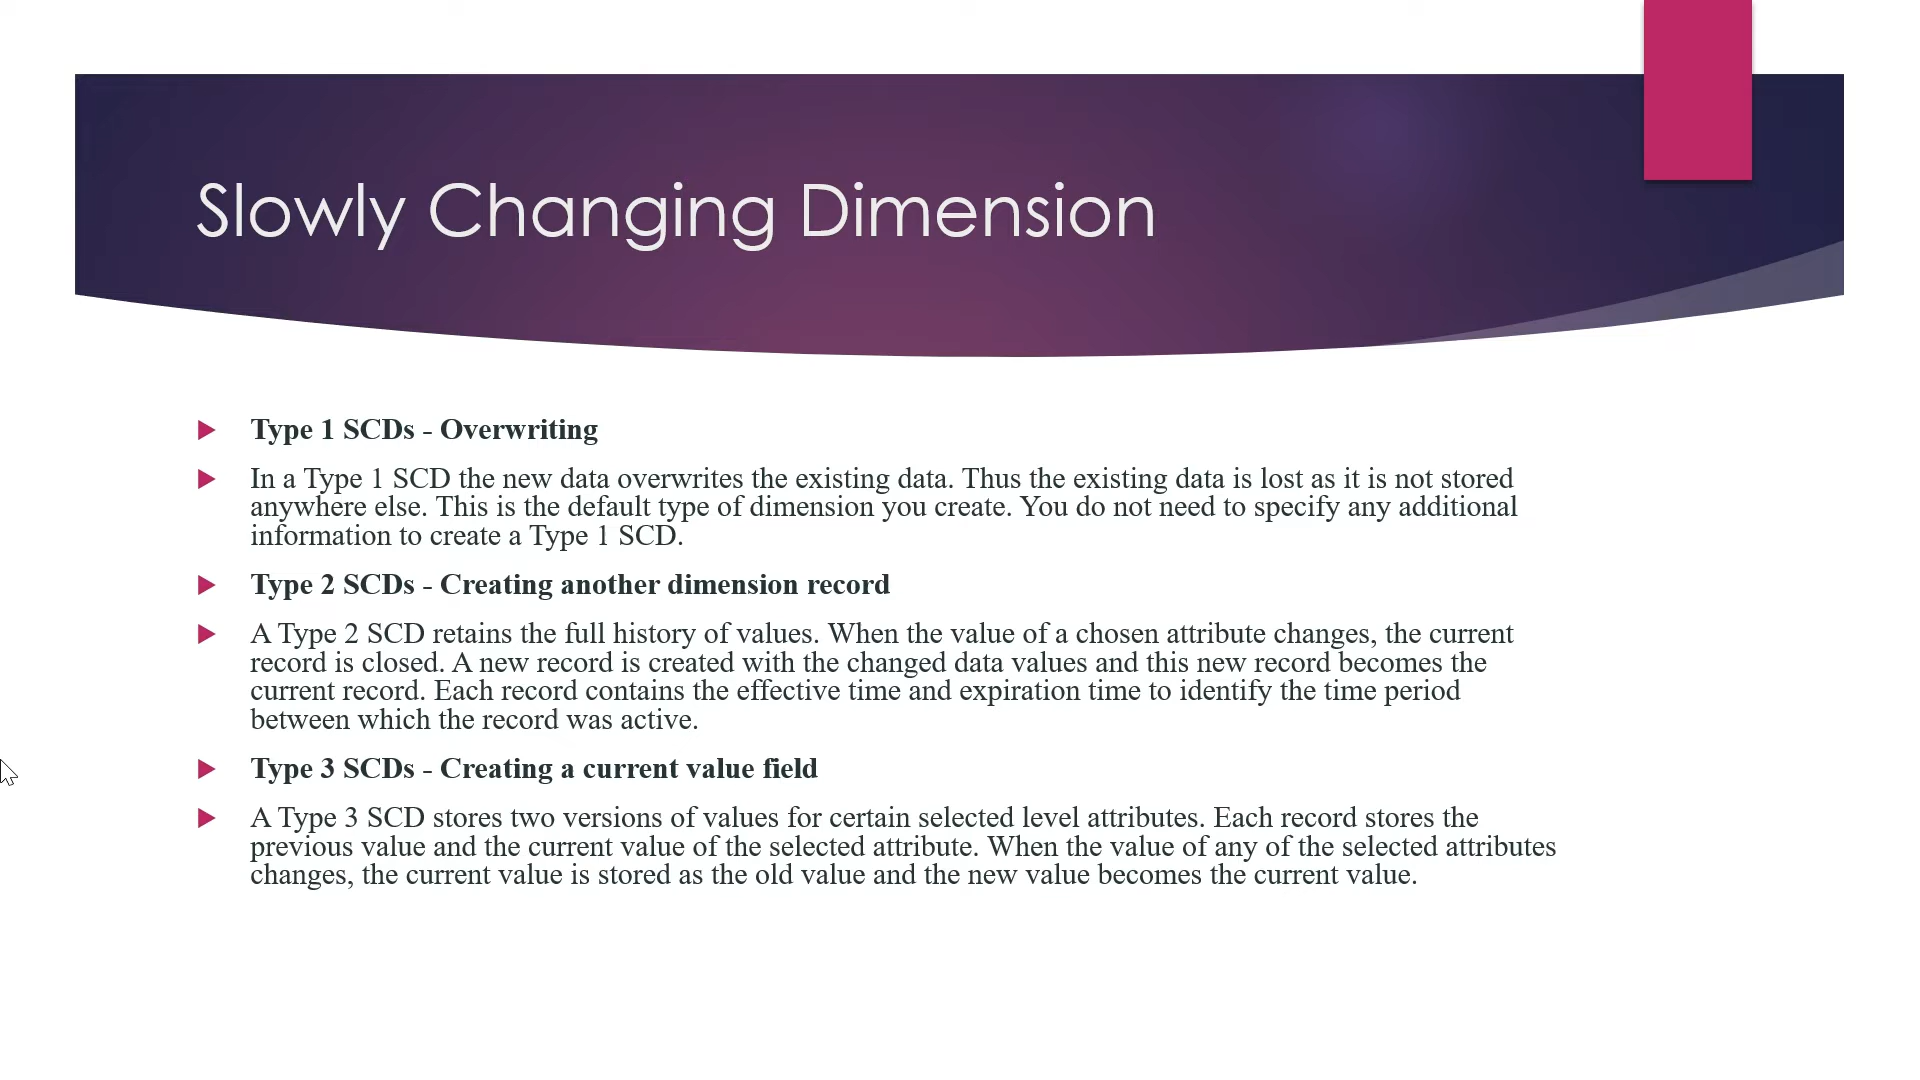 Slowly Changing Dimension
Type 1 SCDs - Overwriting
In a Type 1 SCD the new data overwrites the existing data. Thus the existing data is lost as it is not stored
anywhere else. This is the default type of dimension you create. You do not need to specify any additional
information to create a Type 1 SCD.
Type 2 SCDs - Creating another dimension record
A Type 2 SCD retains the full history of values. When the value of a chosen attribute changes, the current
record is closed. A new record is created with the changed data values and this new record becomes the
current record. Each record contains the effective time and expiration time to identify the time period
between which the record was active.
Type 3 SCDs - Creating a current value field
A Type 3 SCD stores two versions of values for certain selected level attributes. Each record stores the
previous value and the current value of the selected attribute. When the value of any of the selected attributes
changes, the current value is stored as the old value and the new value becomes the current value.